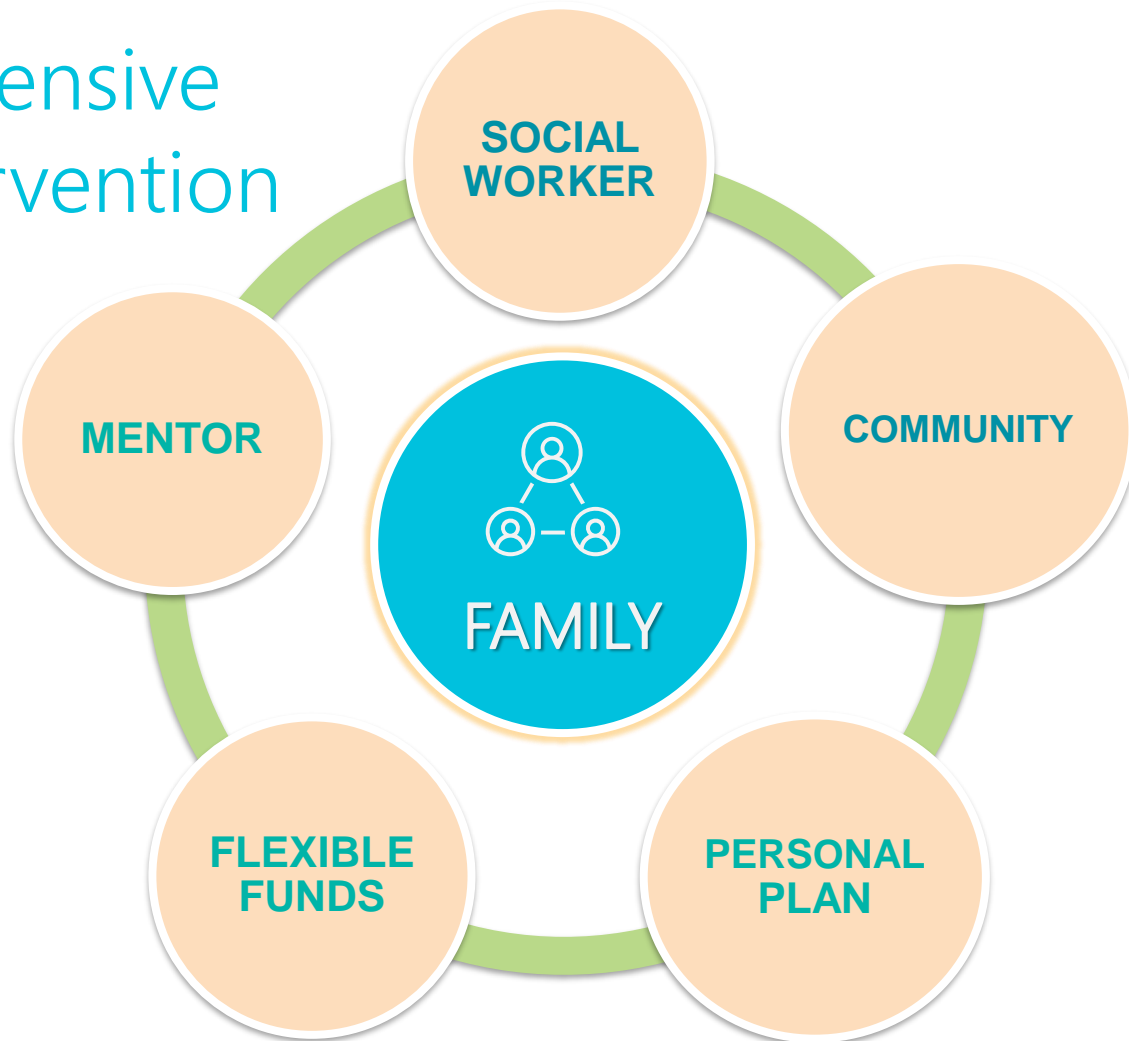 ensive
rvention
SOCIAL
WORKER
COMMUNITY
MENTOR
FAMILY
FLEXIBLE
FUNDS
PERSONAL
PLAN